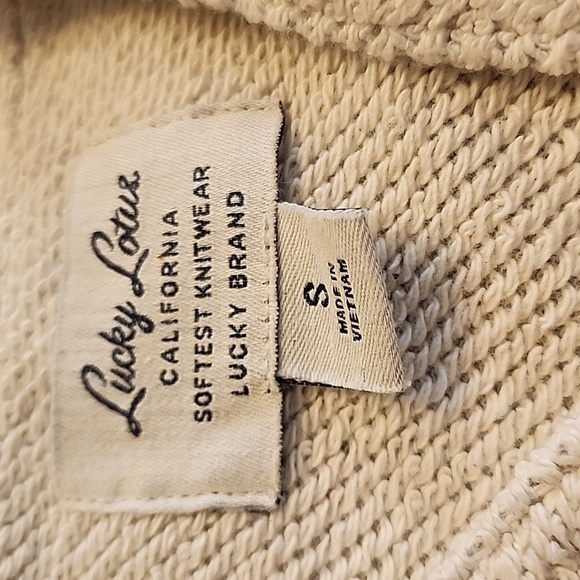 Lucky Lotus
CALIFORNIA
SOFTEST KNITWEAR
LUCKY BRAND
S
MADE IN
VIETNAM